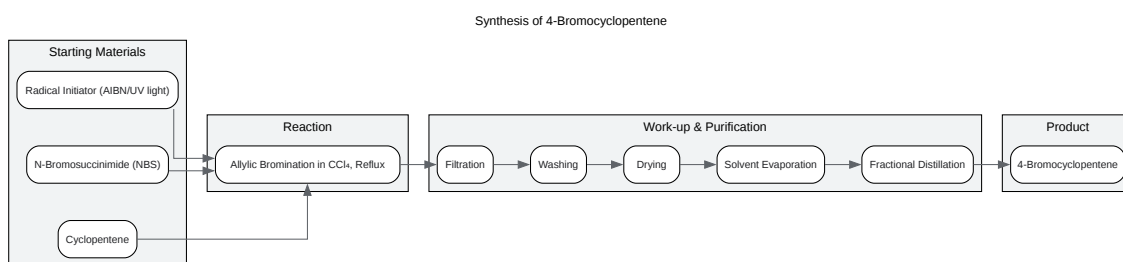 Synthesis of 4-Bromocyclopentene
Starting Materials
Radical Initiator (AIBN/UV light)
N-Bromosuccinimide (NBS)
Cyclopentene
Reaction
Allylic Bromination in CCl₄, Reflux
Work-up & Purification
Filtration
Washing
Drying
Solvent Evaporation
Fractional Distillation
Product
4-Bromocyclopentene